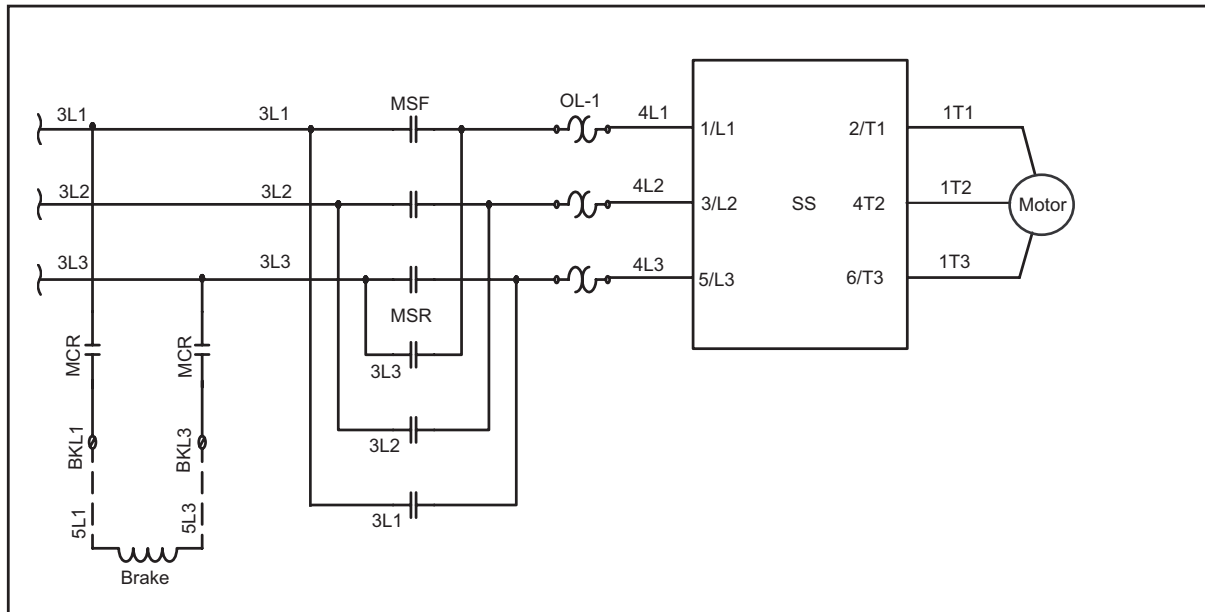 3L1 3L1 MSF OL-1 4L1 1/L1 2/T1 1T1
3L2 3L2 4L2 3/L2 SS 4T2 1T2 Motor
3L3 3L3 4L3 5/L3 6/T3 1T3
MSR
MCR MCR
3L3
BKL1 BKL3
3L2
5L1 5L3
3L1
Brake